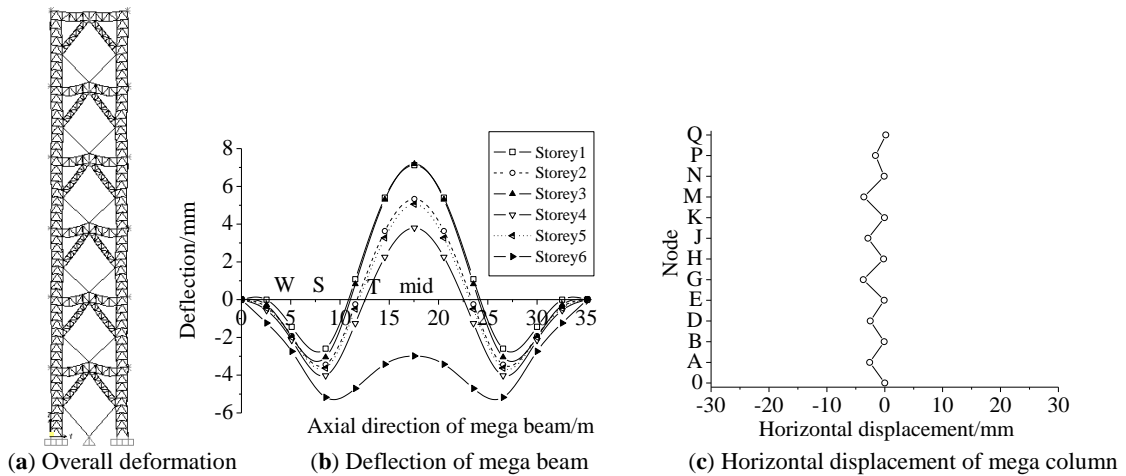 Storey1
Storey2
Storey3
Storey4
Storey5
Storey6
8
6
4
2
0
-2
-4
-6
Deflection/mm
W S T mid
0 5 10 15 20 25 30 35
Axial direction of mega beam/m
Q
P
N
M
K
J
H
G
E
D
B
A
0
Node
-30 -20 -10 0 10 20 30
Horizontal displacement/mm
(a) Overall deformation
(b) Deflection of mega beam
(c) Horizontal displacement of mega column